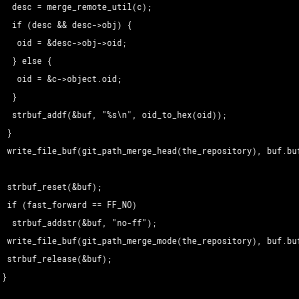 desc = merge_remote_util(c);
if (desc && desc->obj) {
oid = &desc->obj->oid;
} else {
oid = &c->object.oid;
}
strbuf_addf(&buf, "%s\n", oid_to_hex(oid));
}
write_file_buf(git_path_merge_head(the_repository), buf.buf
strbuf_reset(&buf);
if (fast_forward == FF_NO)
strbuf_addstr(&buf, "no-ff");
write_file_buf(git_path_merge_mode(the_repository), buf.buf
strbuf_release(&buf);
}